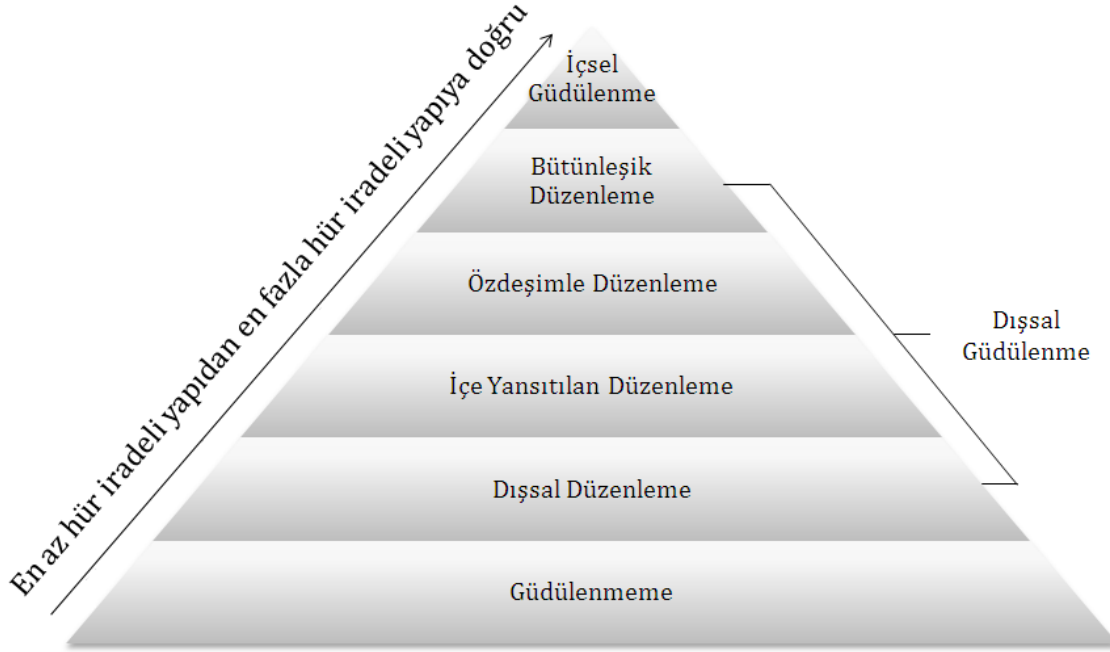 En az hür iradeli yapıdan en fazla hür iradeli yapıya doğru
İçsel
Güdülenme
Bütünleşik
Düzenleme
Özdeşimle Düzenleme
İçe Yansıtılan Düzenleme
Dışsal Düzenleme
Güdülenmeme
Dışsal
Güdülenme